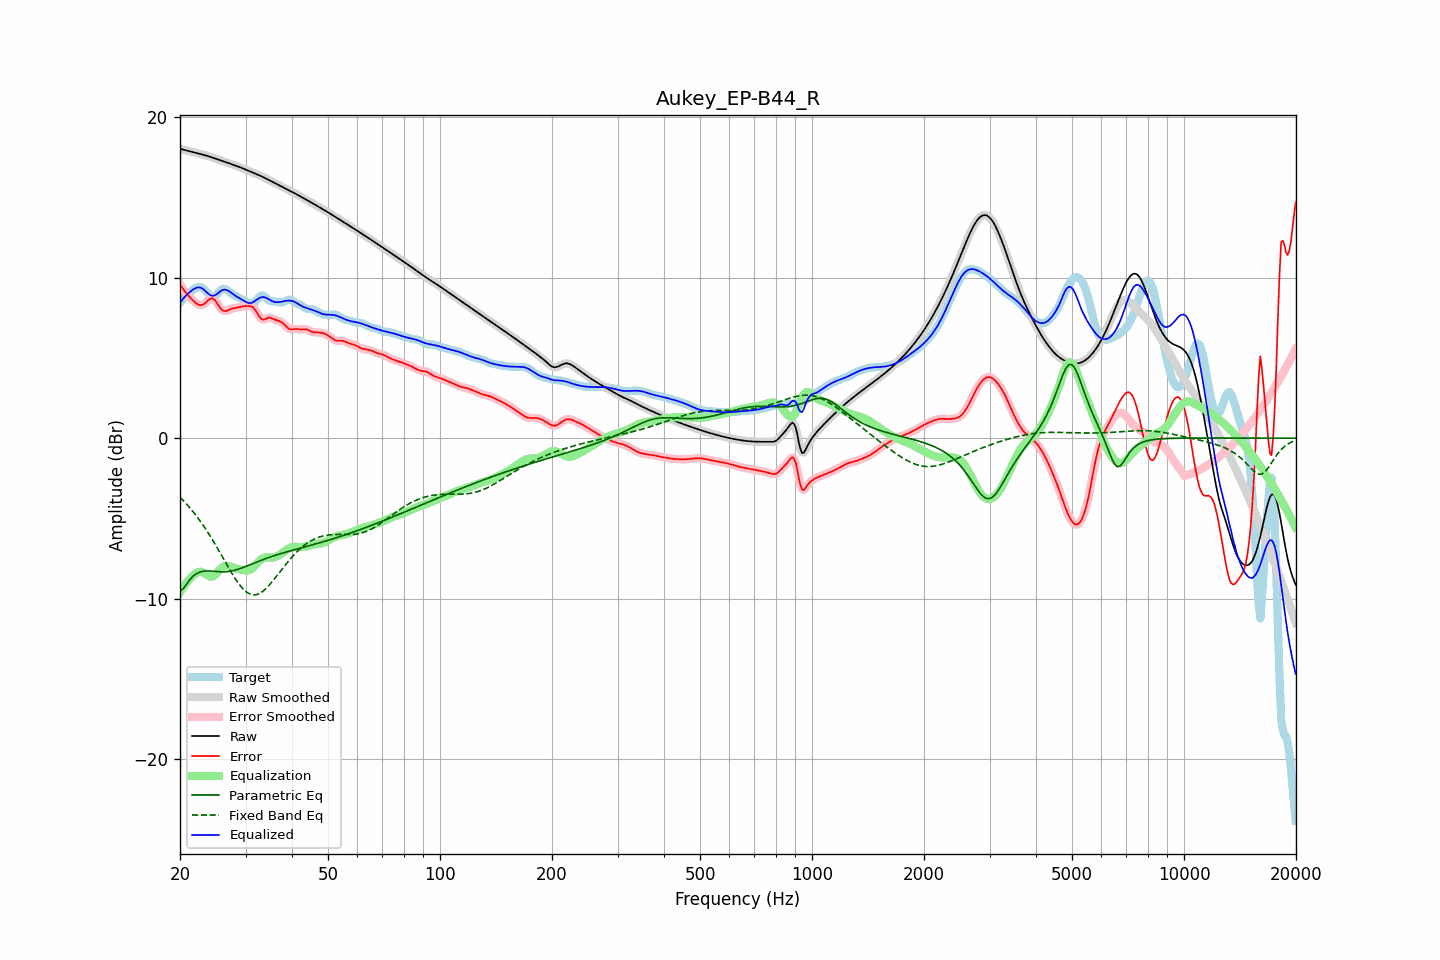 Aukey_EP-B44_R
20
10
0
−10
−20
Amplitude (dBr)
Target
Raw Smoothed
Error Smoothed
Raw
Error
Equalization
Parametric Eq
Fixed Band Eq
Equalized
20 50 100 200 500 1000 2000 5000 10000 20000
Frequency (Hz)